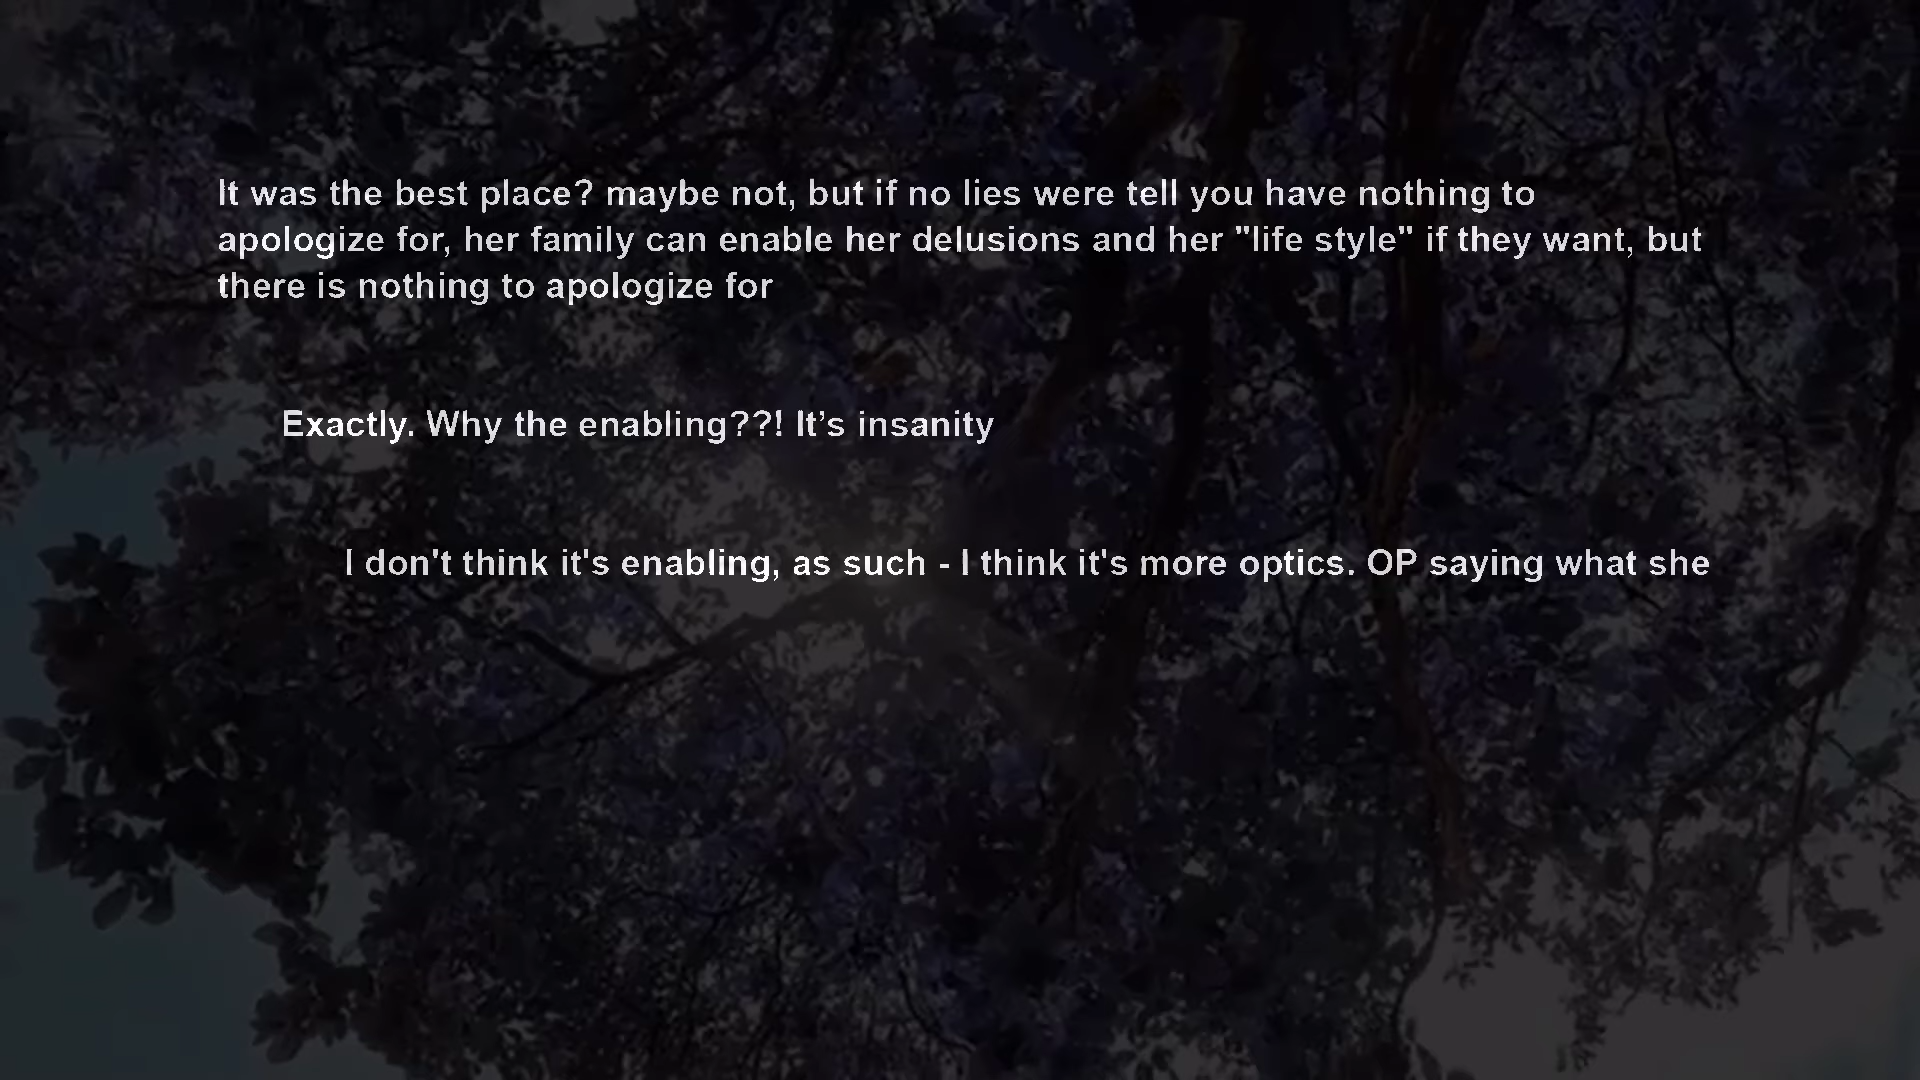 It was the best place? maybe not, but if no lies were tell you have nothing to
apologize for, her family can enable her delusions and her "life style" if they want, but
there is nothing to apologize for
Exactly. Why the enabling??! It’s insanity
I don't think it's enabling, as such - I think it's more optics. OP saying what she